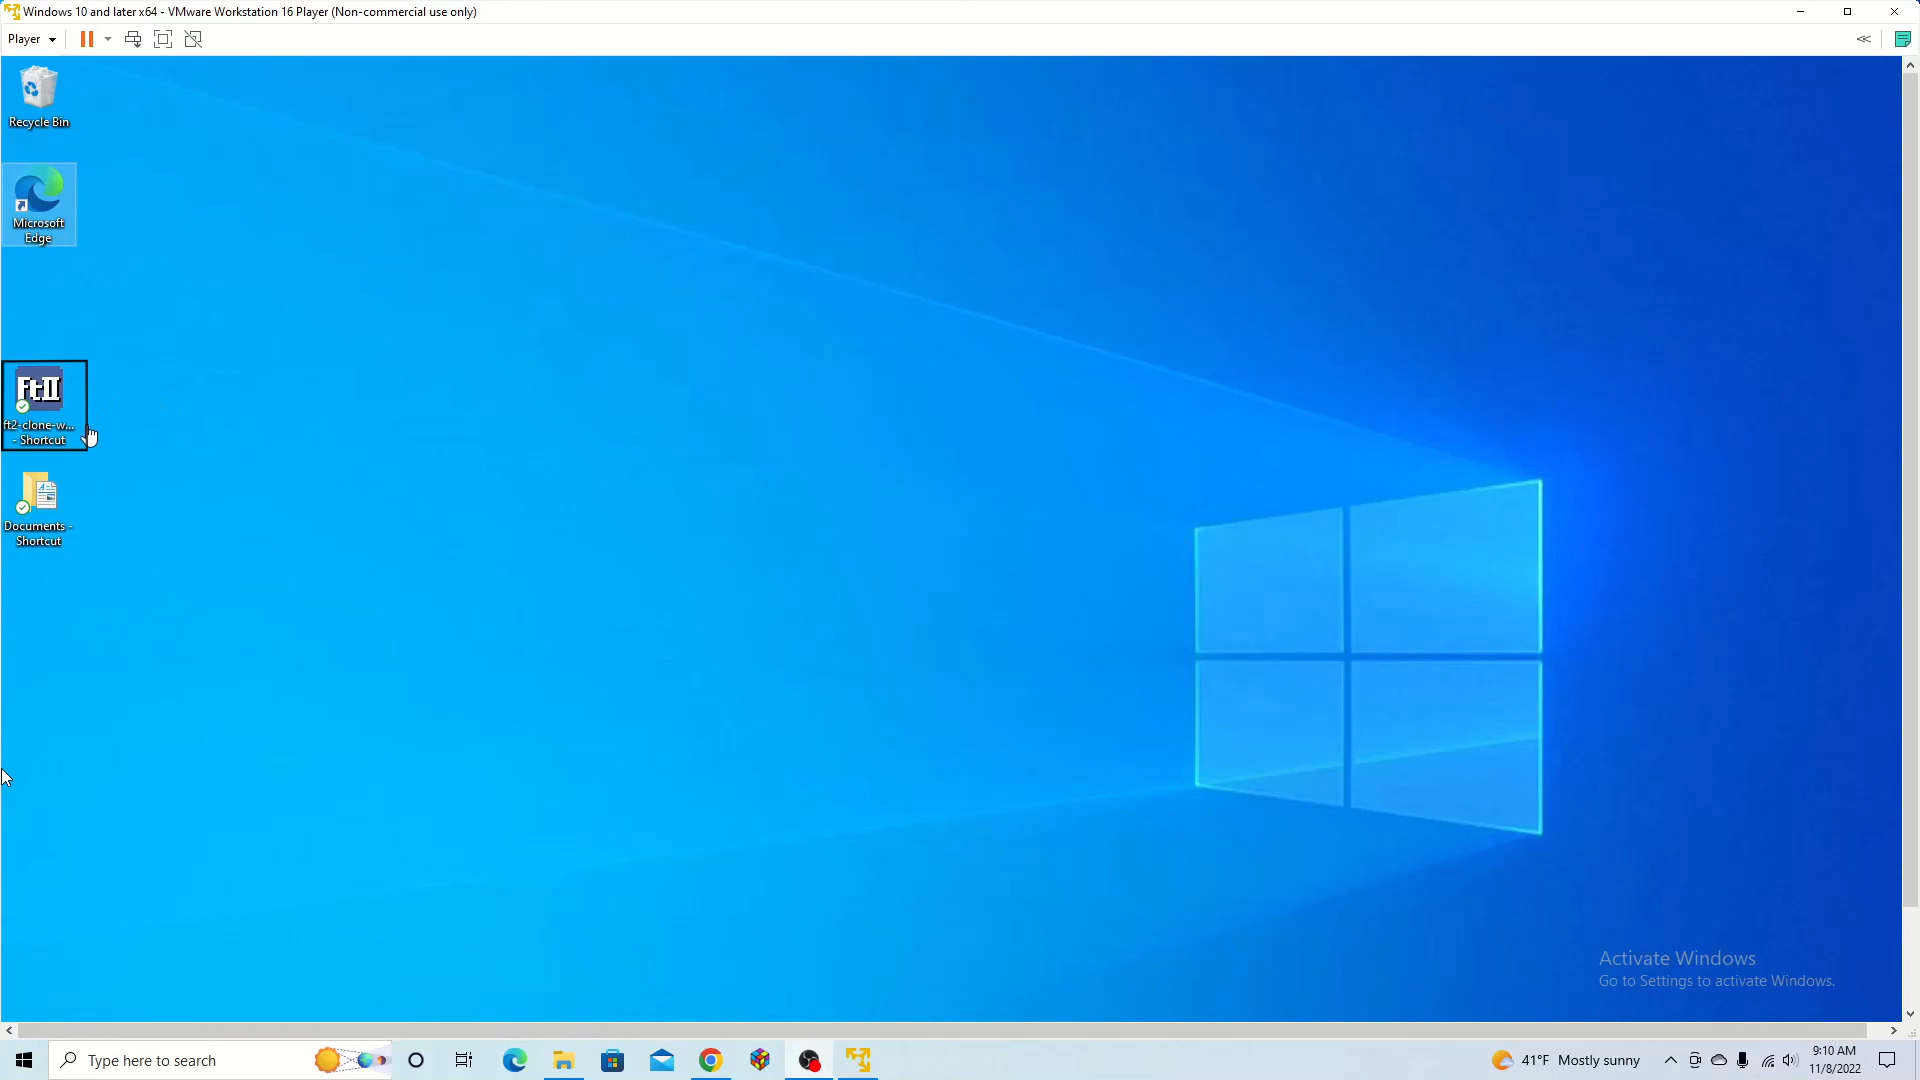 Windows 10 and later x64 - VMware Workstation 16 Player (Non-commercial use only)
Player
Recycle Bin
Microsoft
Edge
FtII
ft2-clone-w...
- Shortcut
Documents -
Shortcut
Activate Windows
Go to Settings to activate Windows.
Type here to search
41°F Mostly sunny
9:10 AM
11/8/2022